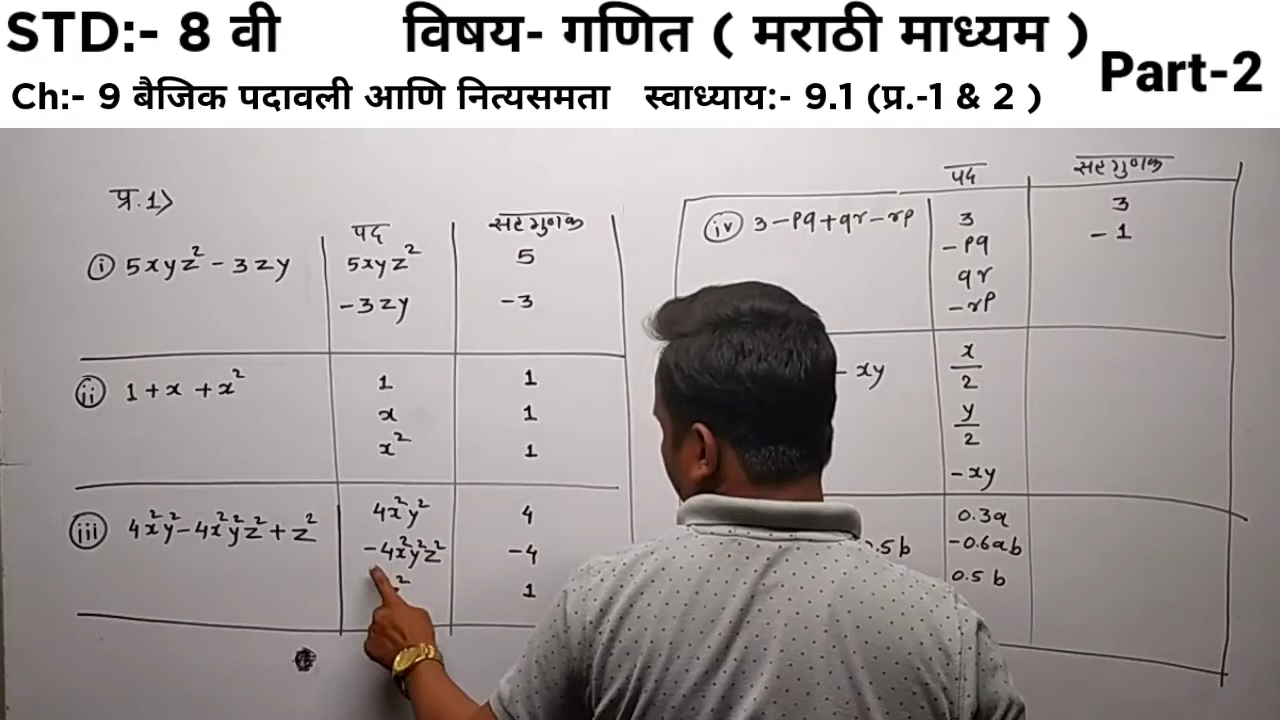 STD:- 8 वी विषय- गणित ( मराठी माध्यम )
Part-2
Ch:- 9 बैजिक पदावली आणि नित्यसमता स्वाध्याय:- 9.1 (प्र.-1 & 2 )
प्र.1>
पद सहगुणक
(i) 5xyz² - 3zy 5xyz² 5
-3zy -3
(ii) 1+x+x² 1 1
x 1
x² 1
(iii) 4x²y²-4x²y²z²+z² 4x²y² 4
-4x²y²z² -4
² 1
पद सहगुणक
(iv) 3-pq+qr-rp 3 3
-pq -1
qr
-rp
- xy x/2
y/2
-xy
0.3a
.5b -0.6ab
0.5b